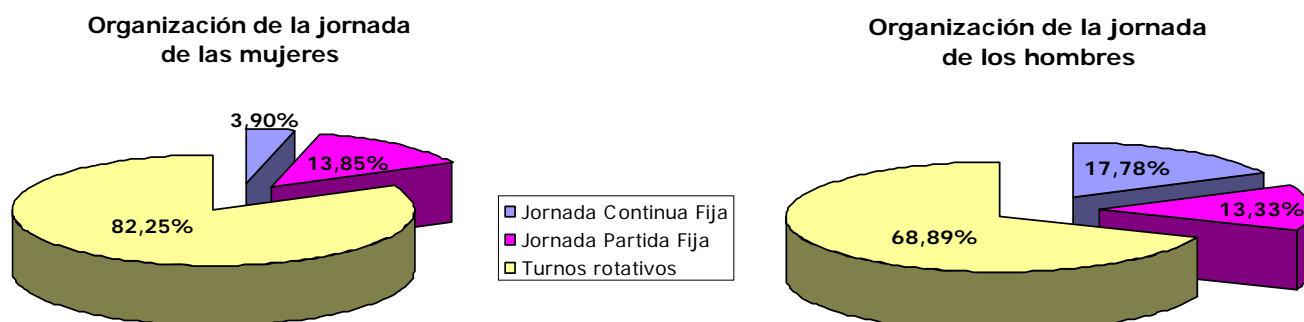 Organización de la jornada
de las mujeres
3,90%
13,85%
82,25%
Jornada Continua Fija
Jornada Partida Fija
Turnos rotativos
Organización de la jornada
de los hombres
17,78%
13,33%
68,89%